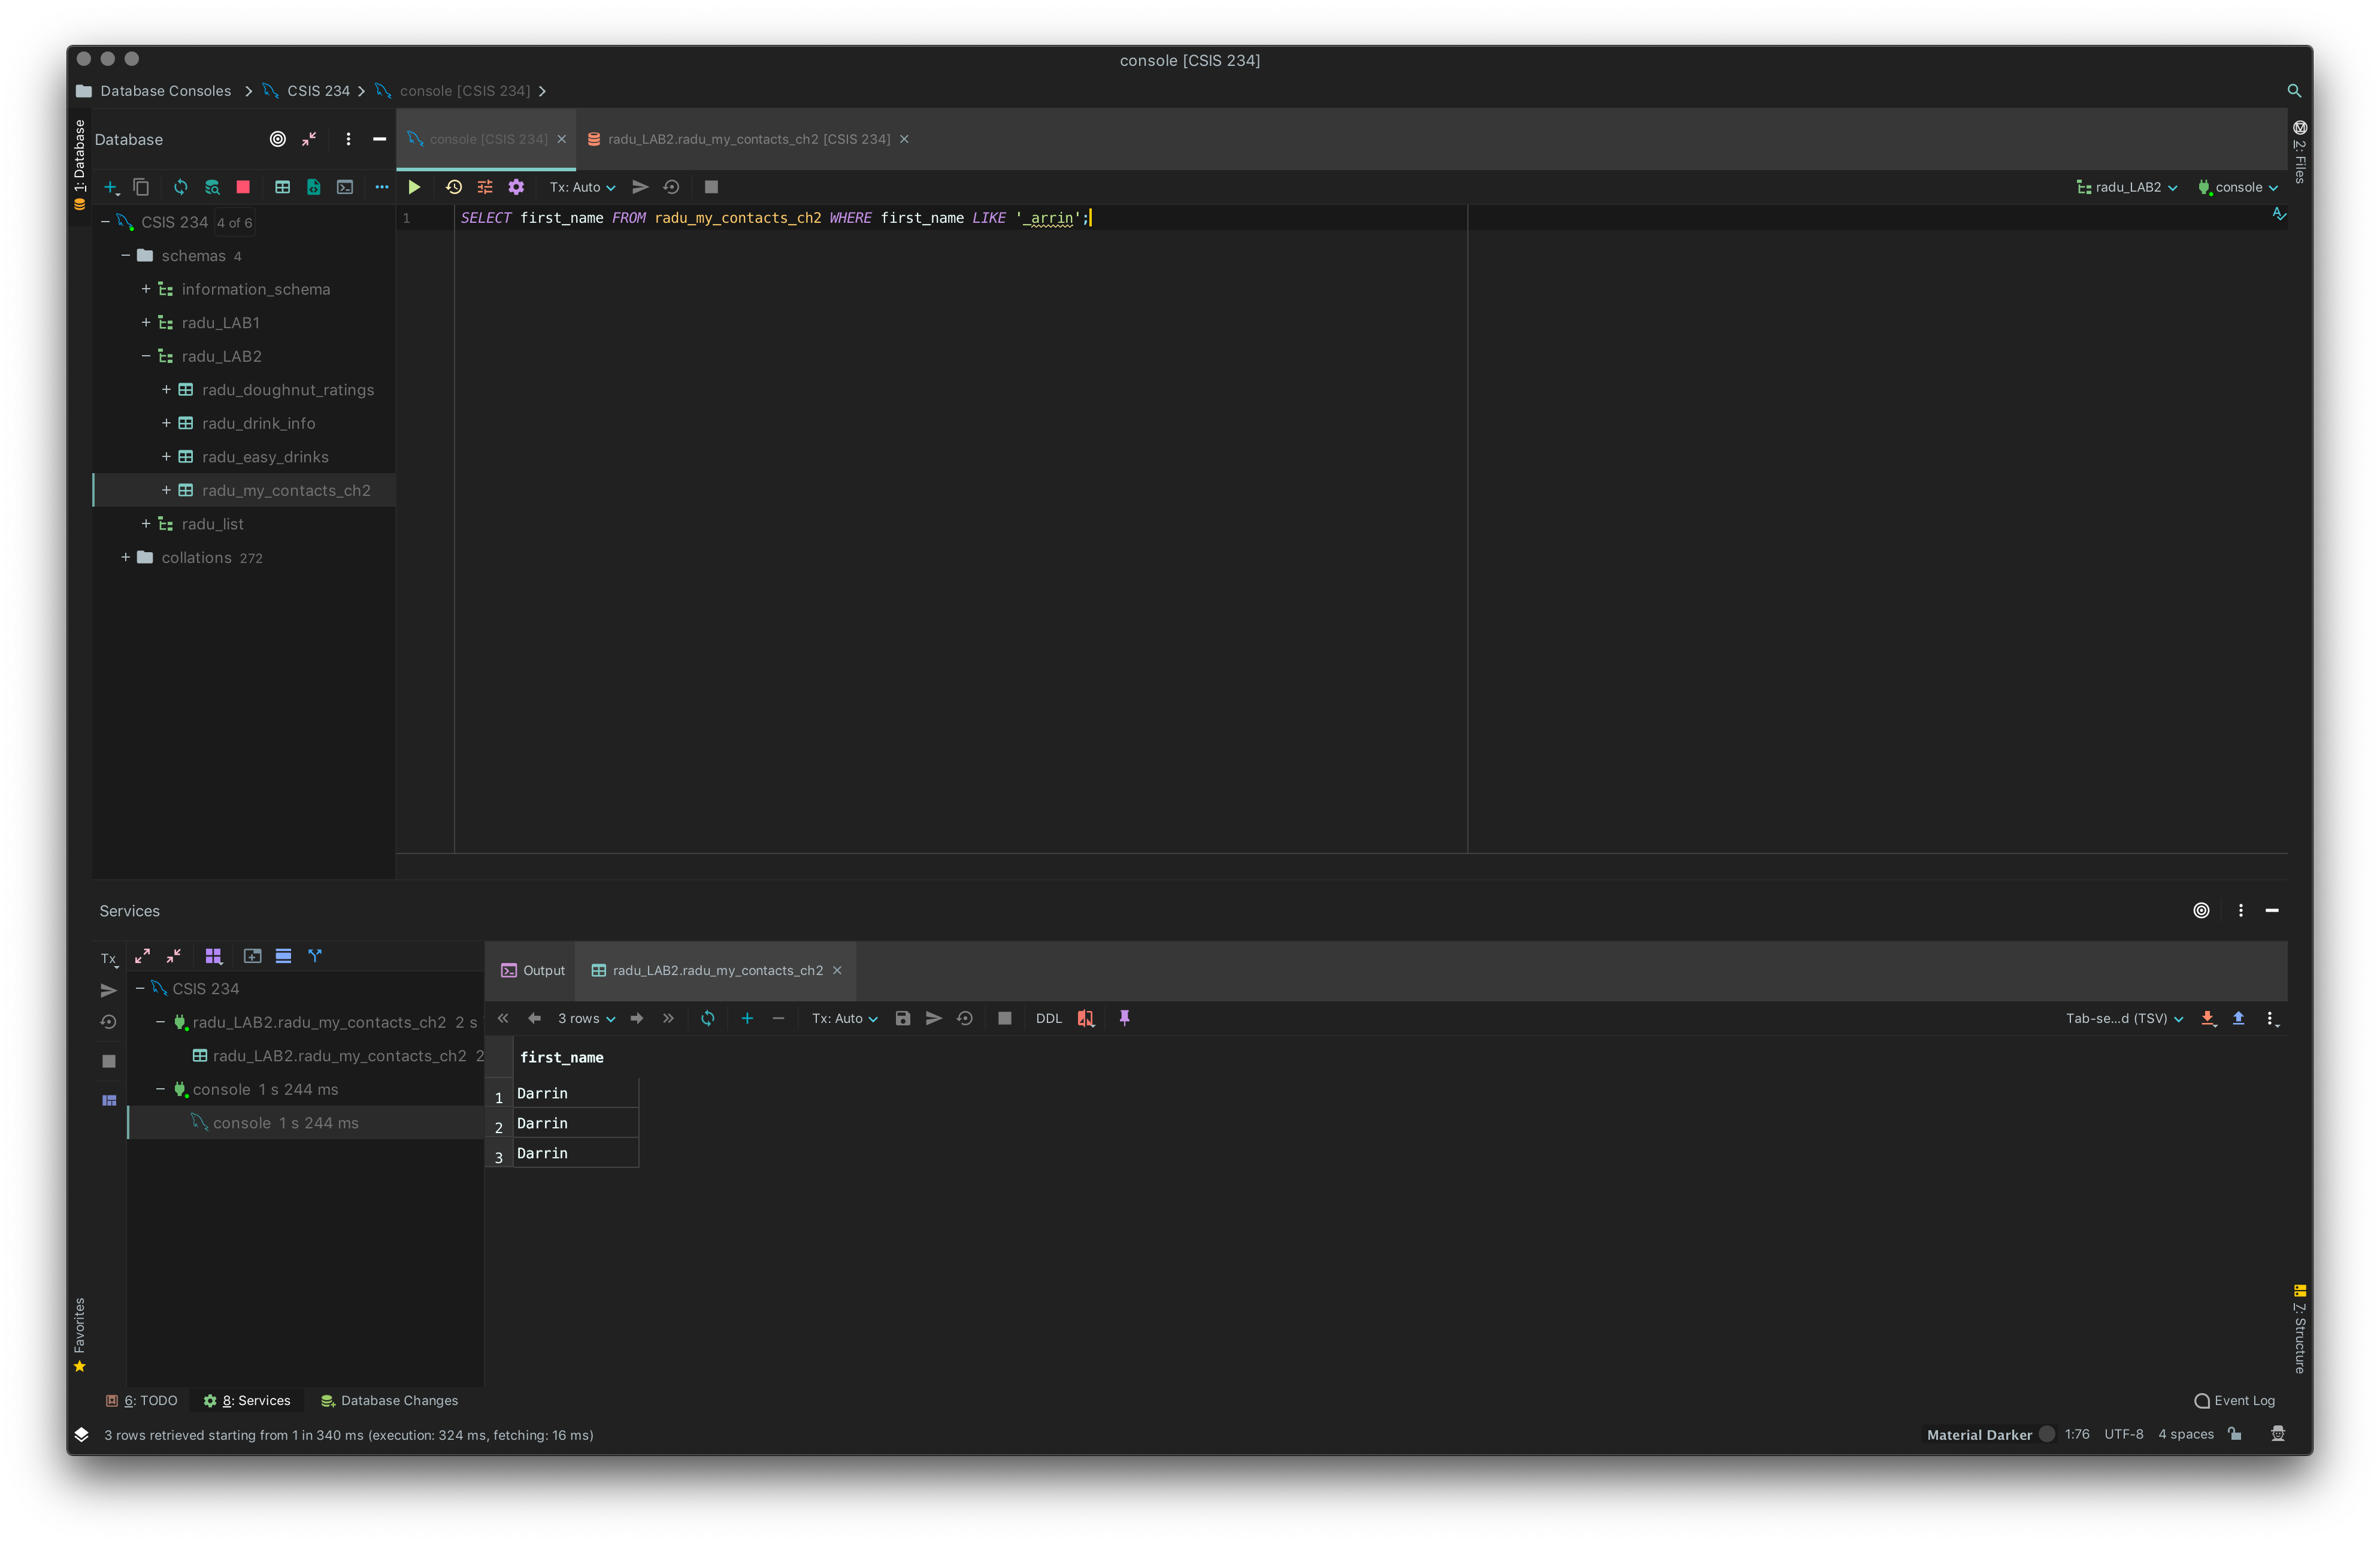 console [CSIS 234]
Database Consoles CSIS 234 console [CSIS 234]
1: Database
Database
console [CSIS 234] radu_LAB2.radu_my_contacts_ch2 [CSIS 234]
2: Files
Tx: Auto radu_LAB2 console
CSIS 234 4 of 6
schemas 4
information_schema
radu_LAB1
radu_LAB2
radu_doughnut_ratings
radu_drink_info
radu_easy_drinks
radu_my_contacts_ch2
radu_list
collations 272
1 SELECT first_name FROM radu_my_contacts_ch2 WHERE first_name LIKE '_arrin';
Services
Tx
CSIS 234
radu_LAB2.radu_my_contacts_ch2 2 s
radu_LAB2.radu_my_contacts_ch2 2
console 1 s 244 ms
console 1 s 244 ms
Output radu_LAB2.radu_my_contacts_ch2
3 rows Tx: Auto DDL Tab-se...d (TSV)
first_name
1 Darrin
2 Darrin
3 Darrin
Favorites
7: Structure
6: TODO 8: Services Database Changes Event Log
3 rows retrieved starting from 1 in 340 ms (execution: 324 ms, fetching: 16 ms) Material Darker 1:76 UTF-8 4 spaces